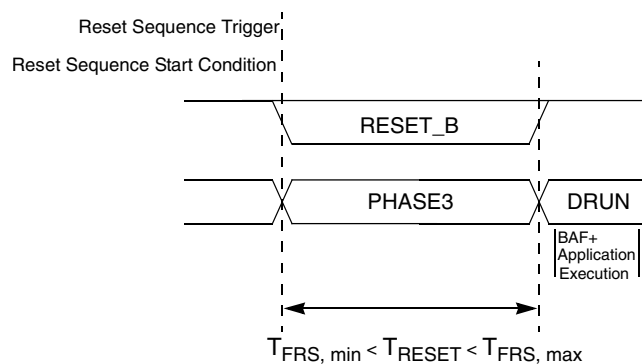 Reset Sequence Trigger
Reset Sequence Start Condition
RESET_B
PHASE3
DRUN
BAF+
Application
Execution
TFRS, min < TRESET < TFRS, max